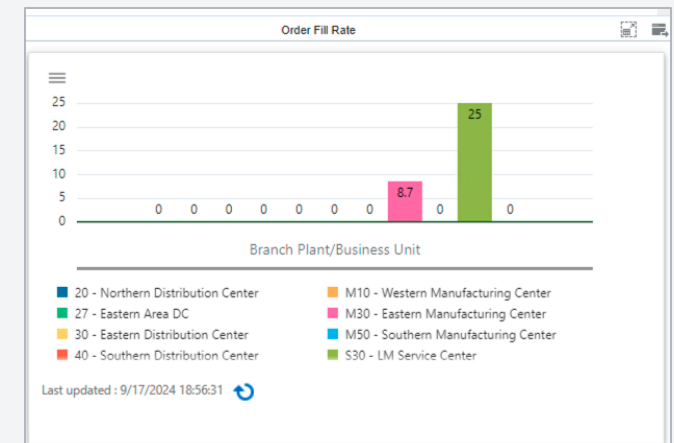 Order Fill Rate
25
20
15
10
5
0
0 0 0 0 0 0 0 8.7 0 25 0
Branch Plant/Business Unit
20 - Northern Distribution Center
27 - Eastern Area DC
30 - Eastern Distribution Center
40 - Southern Distribution Center
M10 - Western Manufacturing Center
M30 - Eastern Manufacturing Center
M50 - Southern Manufacturing Center
S30 - LM Service Center
Last updated : 9/17/2024 18:56:31